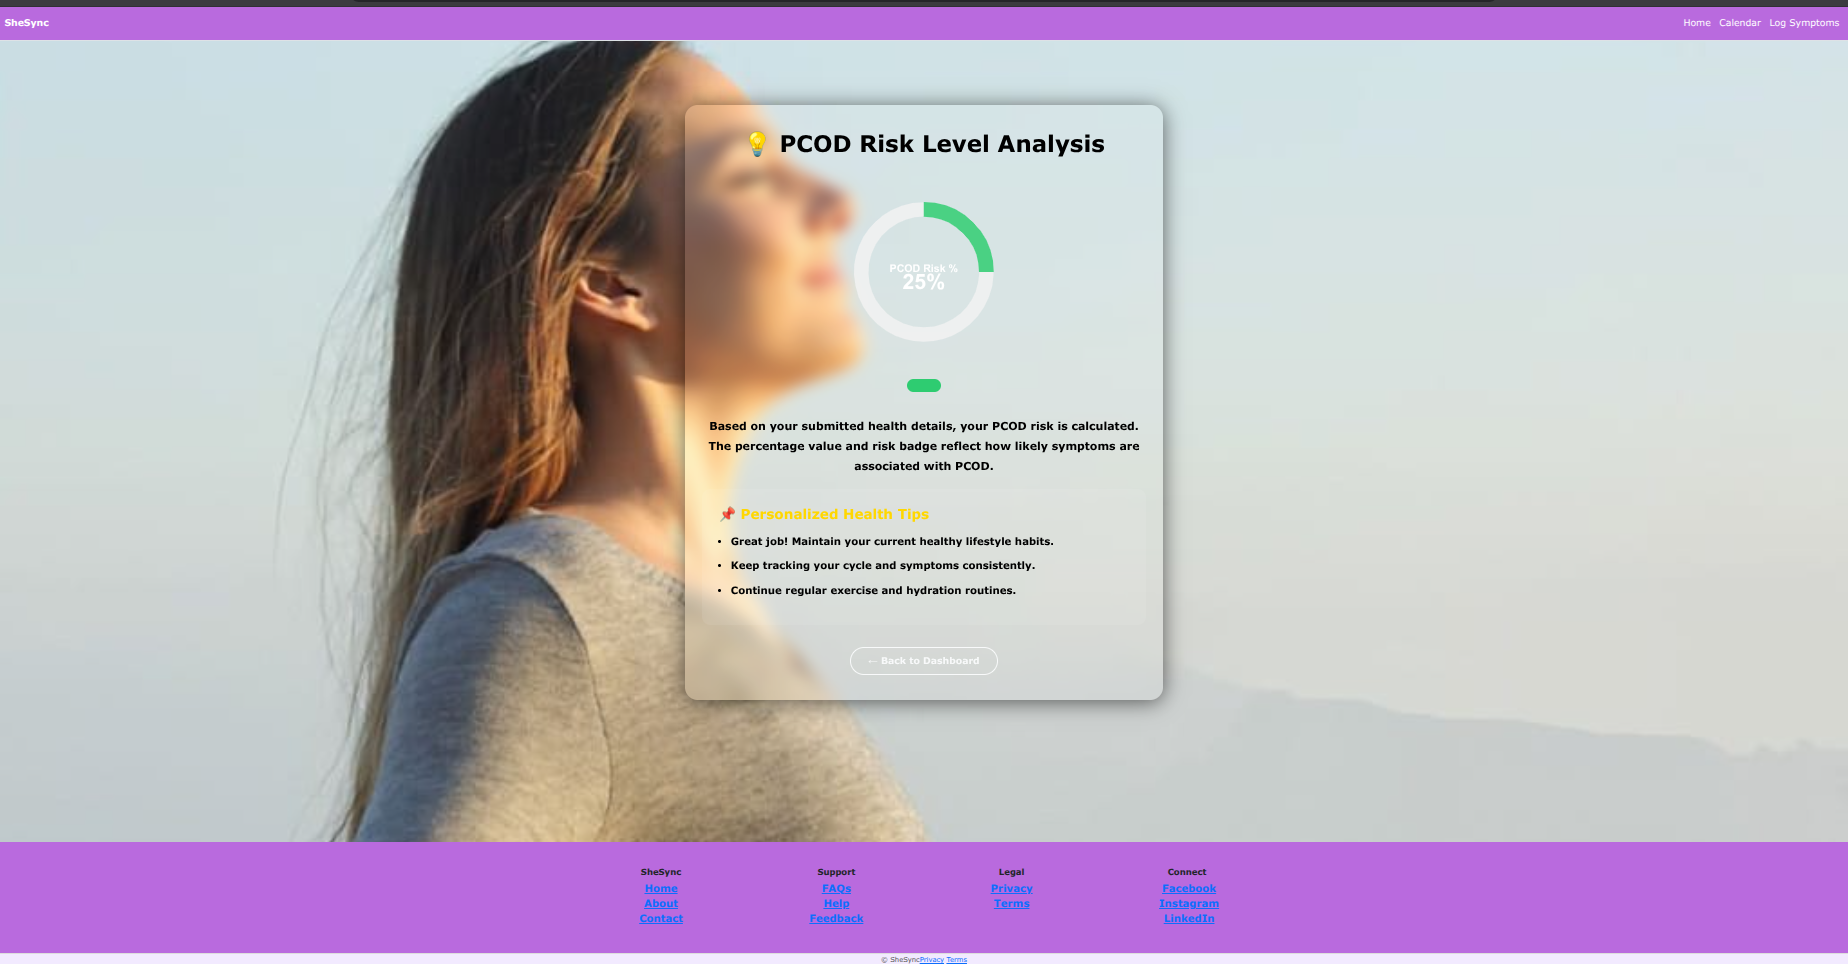 SheSync
Home Calendar Log Symptoms
💡 PCOD Risk Level Analysis
PCOD Risk %
25%
Based on your submitted health details, your PCOD risk is calculated.
The percentage value and risk badge reflect how likely symptoms are
associated with PCOD.
📌 Personalized Health Tips
• Great job! Maintain your current healthy lifestyle habits.
• Keep tracking your cycle and symptoms consistently.
• Continue regular exercise and hydration routines.
← Back to Dashboard
SheSync
Home
About
Contact
Support
FAQs
Help
Feedback
Legal
Privacy
Terms
Connect
Facebook
Instagram
LinkedIn
© SheSyncPrivacy Terms